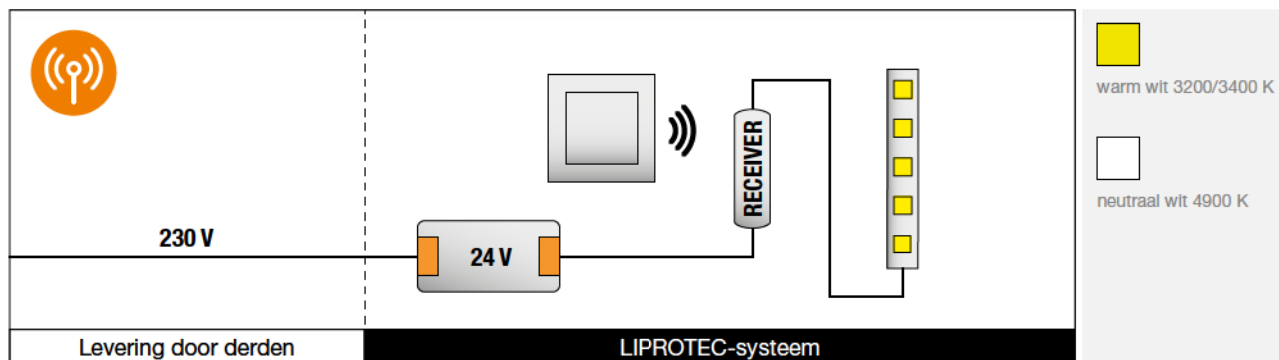 230 V
24 V
RECEIVER
Levering door derden
LIPROTEC-systeem
warm wit 3200/3400 K
neutraal wit 4900 K